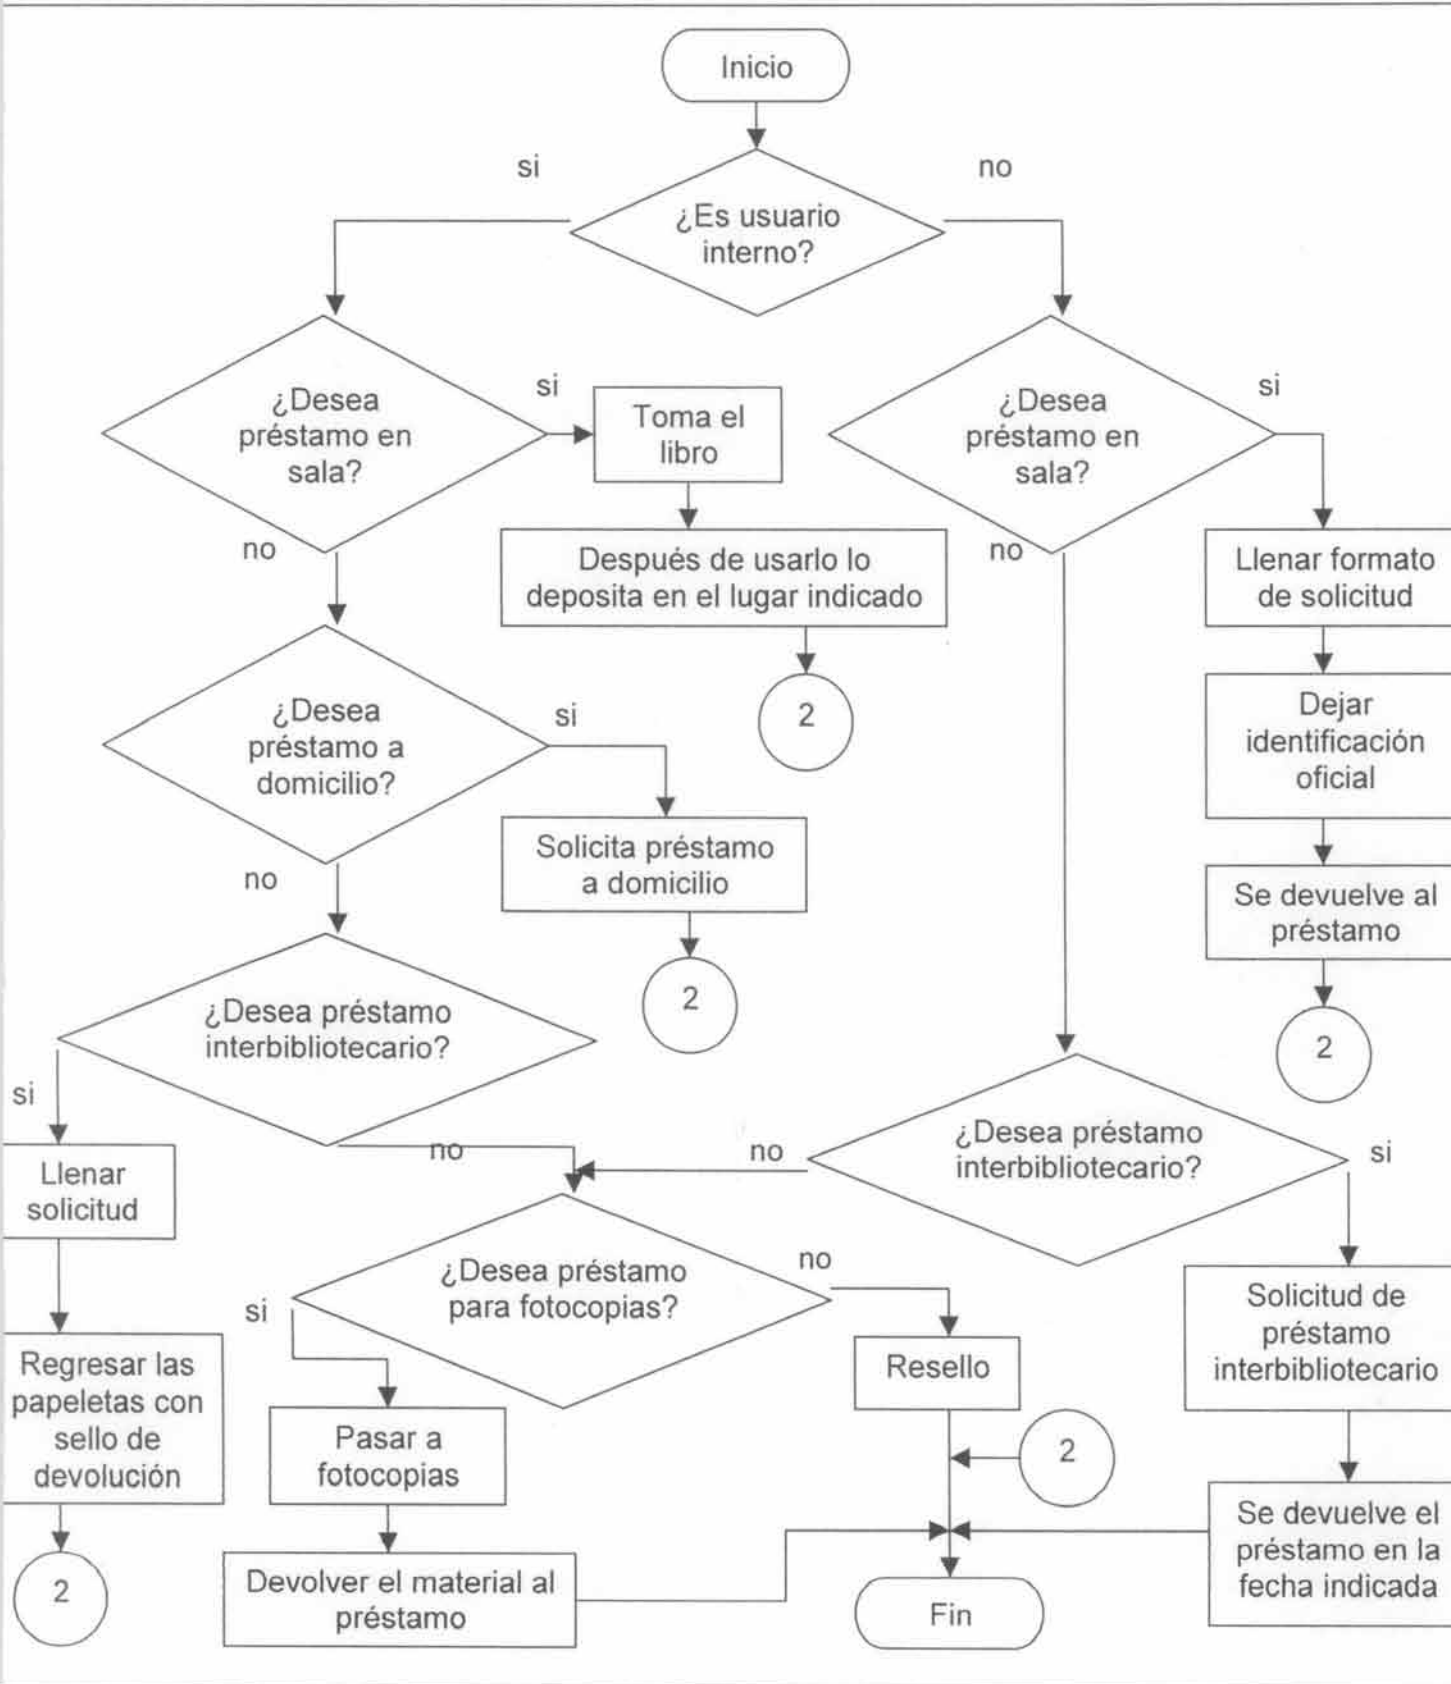 Inicio
si
no
¿Es usuario
interno?
¿Desea
préstamo en
sala?
si
Toma el
libro
¿Desea
préstamo en
sala?
si
no
Después de usarlo lo
deposita en el lugar indicado
no
Llenar formato
de solicitud
2
Dejar
identificación
oficial
¿Desea
préstamo a
domicilio?
si
Solicita préstamo
a domicilio
no
Se devuelve al
préstamo
2
2
¿Desea préstamo
interbibliotecario?
si
no
Llenar
solicitud
no
¿Desea préstamo
interbibliotecario?
si
¿Desea préstamo
para fotocopias?
si
no
Solicitud de
préstamo
interbibliotecario
Regresar las
papeletas con
sello de
devolución
Resello
Pasar a
fotocopias
2
Se devuelve el
préstamo en la
fecha indicada
2
Devolver el material al
préstamo
Fin